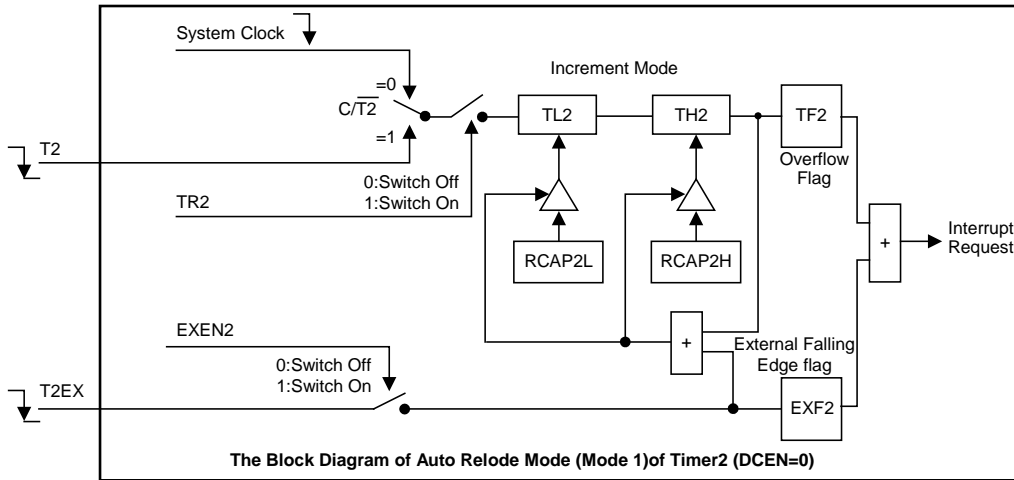 System Clock
Increment Mode
=0
C/T2
TL2
TH2
TF2
=1
T2
Overflow
Flag
0:Switch Off
1:Switch On
TR2
+
Interrupt
Request
RCAP2L
RCAP2H
EXEN2
+
External Falling
Edge flag
0:Switch Off
1:Switch On
T2EX
EXF2
The Block Diagram of Auto Relode Mode (Mode 1)of Timer2 (DCEN=0)